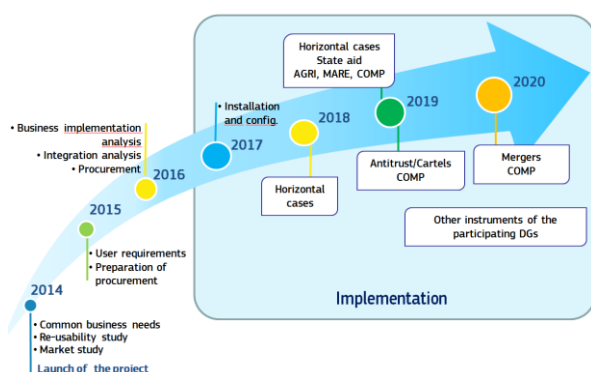 2014
• Common business needs
• Re-usability study
• Market study
Launch of the project
2015
• User requirements
• Preparation of
procurement
• Business implementation
analysis
• Integration analysis
• Procurement
2016
• Installation
and config.
2017
2018
Horizontal
cases
Horizontal cases
State aid
AGRI, MARE, COMP
2019
Antitrust/Cartels
COMP
2020
Mergers
COMP
Other instruments of the
participating DGs
Implementation